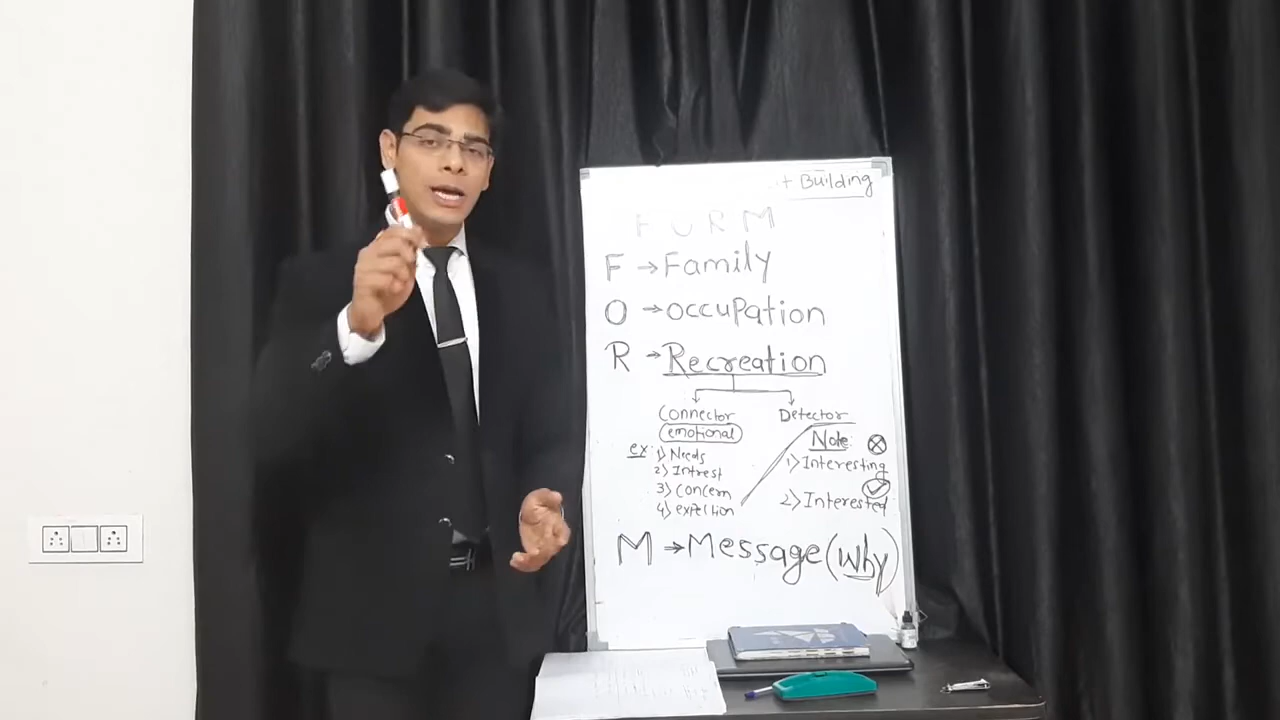 Building
F O R M
F → Family
O → occupation
R → Recreation
Connector Detector
emotional Note:
ex: 1) Needs
1) Interesting
2) Intrest
3) Concern
2) Interested
4) expection
M → Message (why)